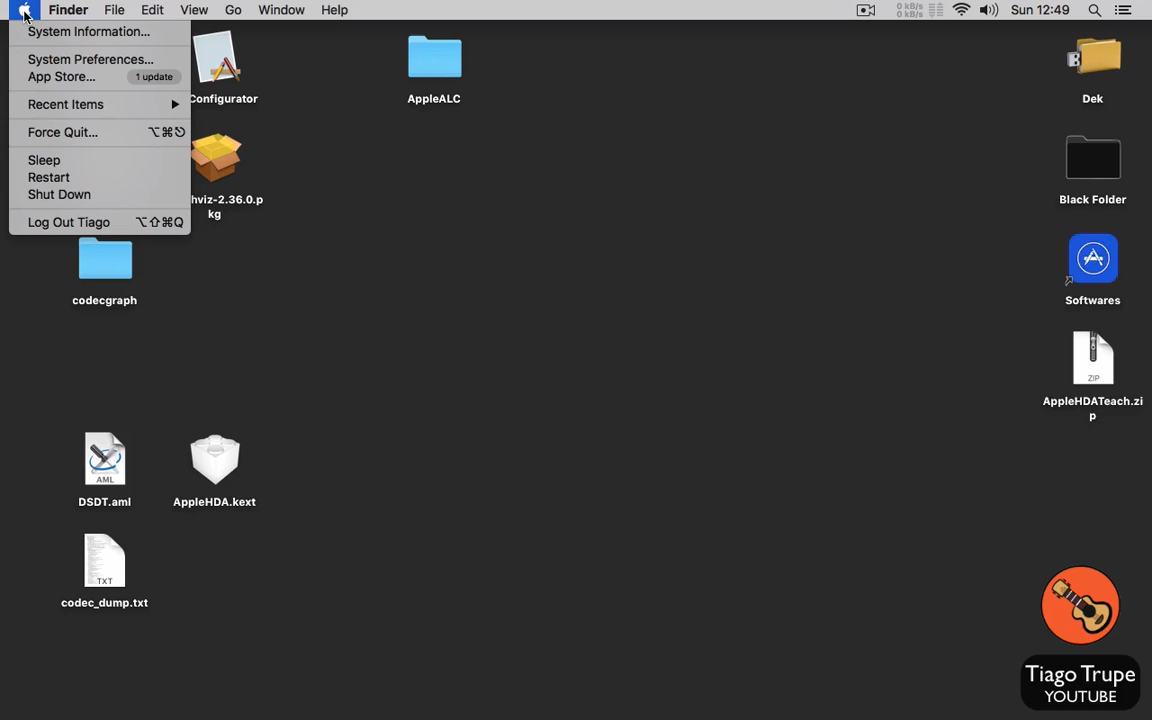 Finder File Edit View Go Window Help 0 kB/s 0 kB/s Sun 12:49
System Information...
System Preferences...
App Store... 1 update
Recent Items ▶
Force Quit... ⌥⌘⎋
Sleep
Restart
Shut Down
Log Out Tiago ⌥⇧⌘Q
Configurator
AppleALC
Dek
hviz-2.36.0.p
kg
Black Folder
codecgraph
Softwares
ZIP
AppleHDATeach.zi
p
AML
DSDT.aml
AppleHDA.kext
TXT
codec_dump.txt
Tiago Trupe
YOUTUBE